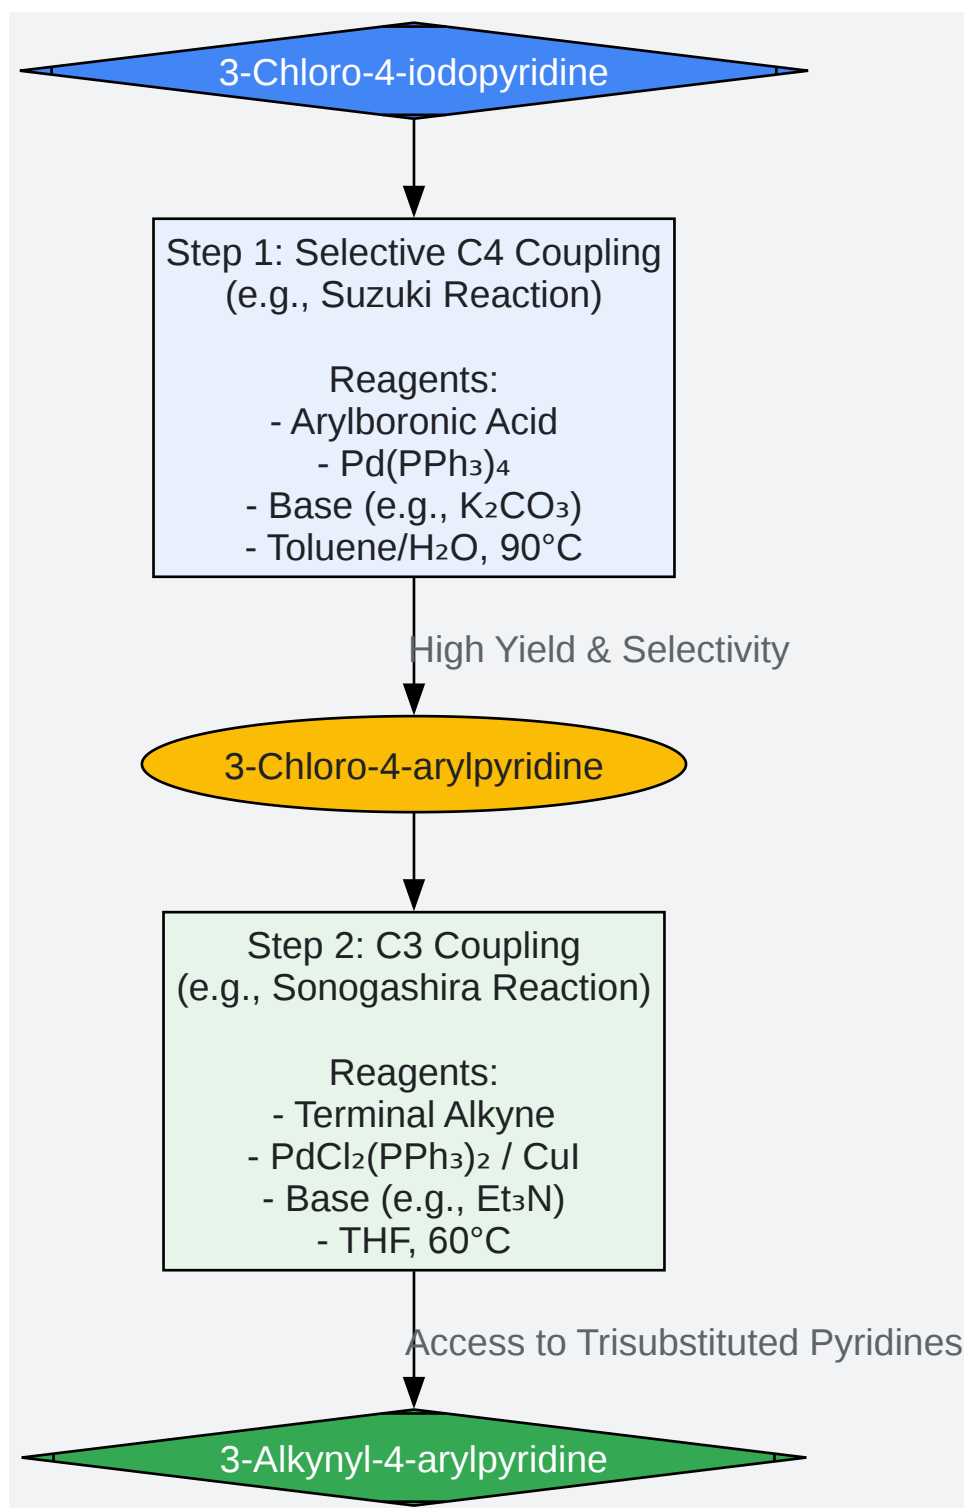 3-Chloro-4-iodopyridine
Step 1: Selective C4 Coupling
(e.g., Suzuki Reaction)
Reagents:
- Arylboronic Acid
- Pd(PPh₃)₄
- Base (e.g., K₂CO₃)
- Toluene/H₂O, 90°C
High Yield & Selectivity
3-Chloro-4-arylpyridine
Step 2: C3 Coupling
(e.g., Sonogashira Reaction)
Reagents:
- Terminal Alkyne
- PdCl₂(PPh₃)₂ / CuI
- Base (e.g., Et₃N)
- THF, 60°C
Access to Trisubstituted Pyridines
3-Alkynyl-4-arylpyridine